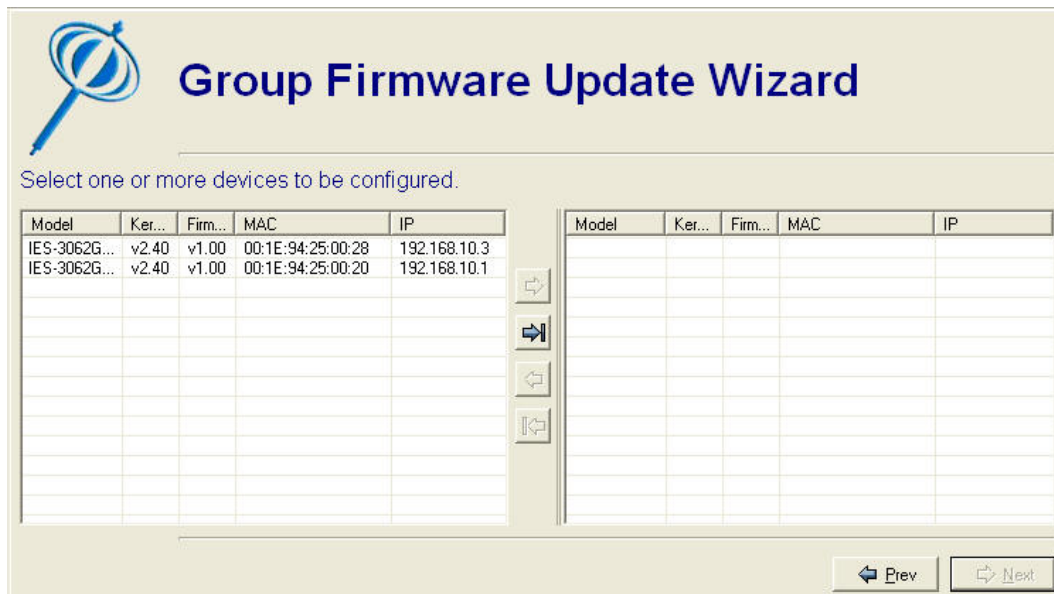 Group Firmware Update Wizard
Select one or more devices to be configured.
Model Ker... Firm... MAC IP
IES-3062G... v2.40 v1.00 00:1E:94:25:00:28 192.168.10.3
IES-3062G... v2.40 v1.00 00:1E:94:25:00:20 192.168.10.1
Model Ker... Firm... MAC IP
Prev Next